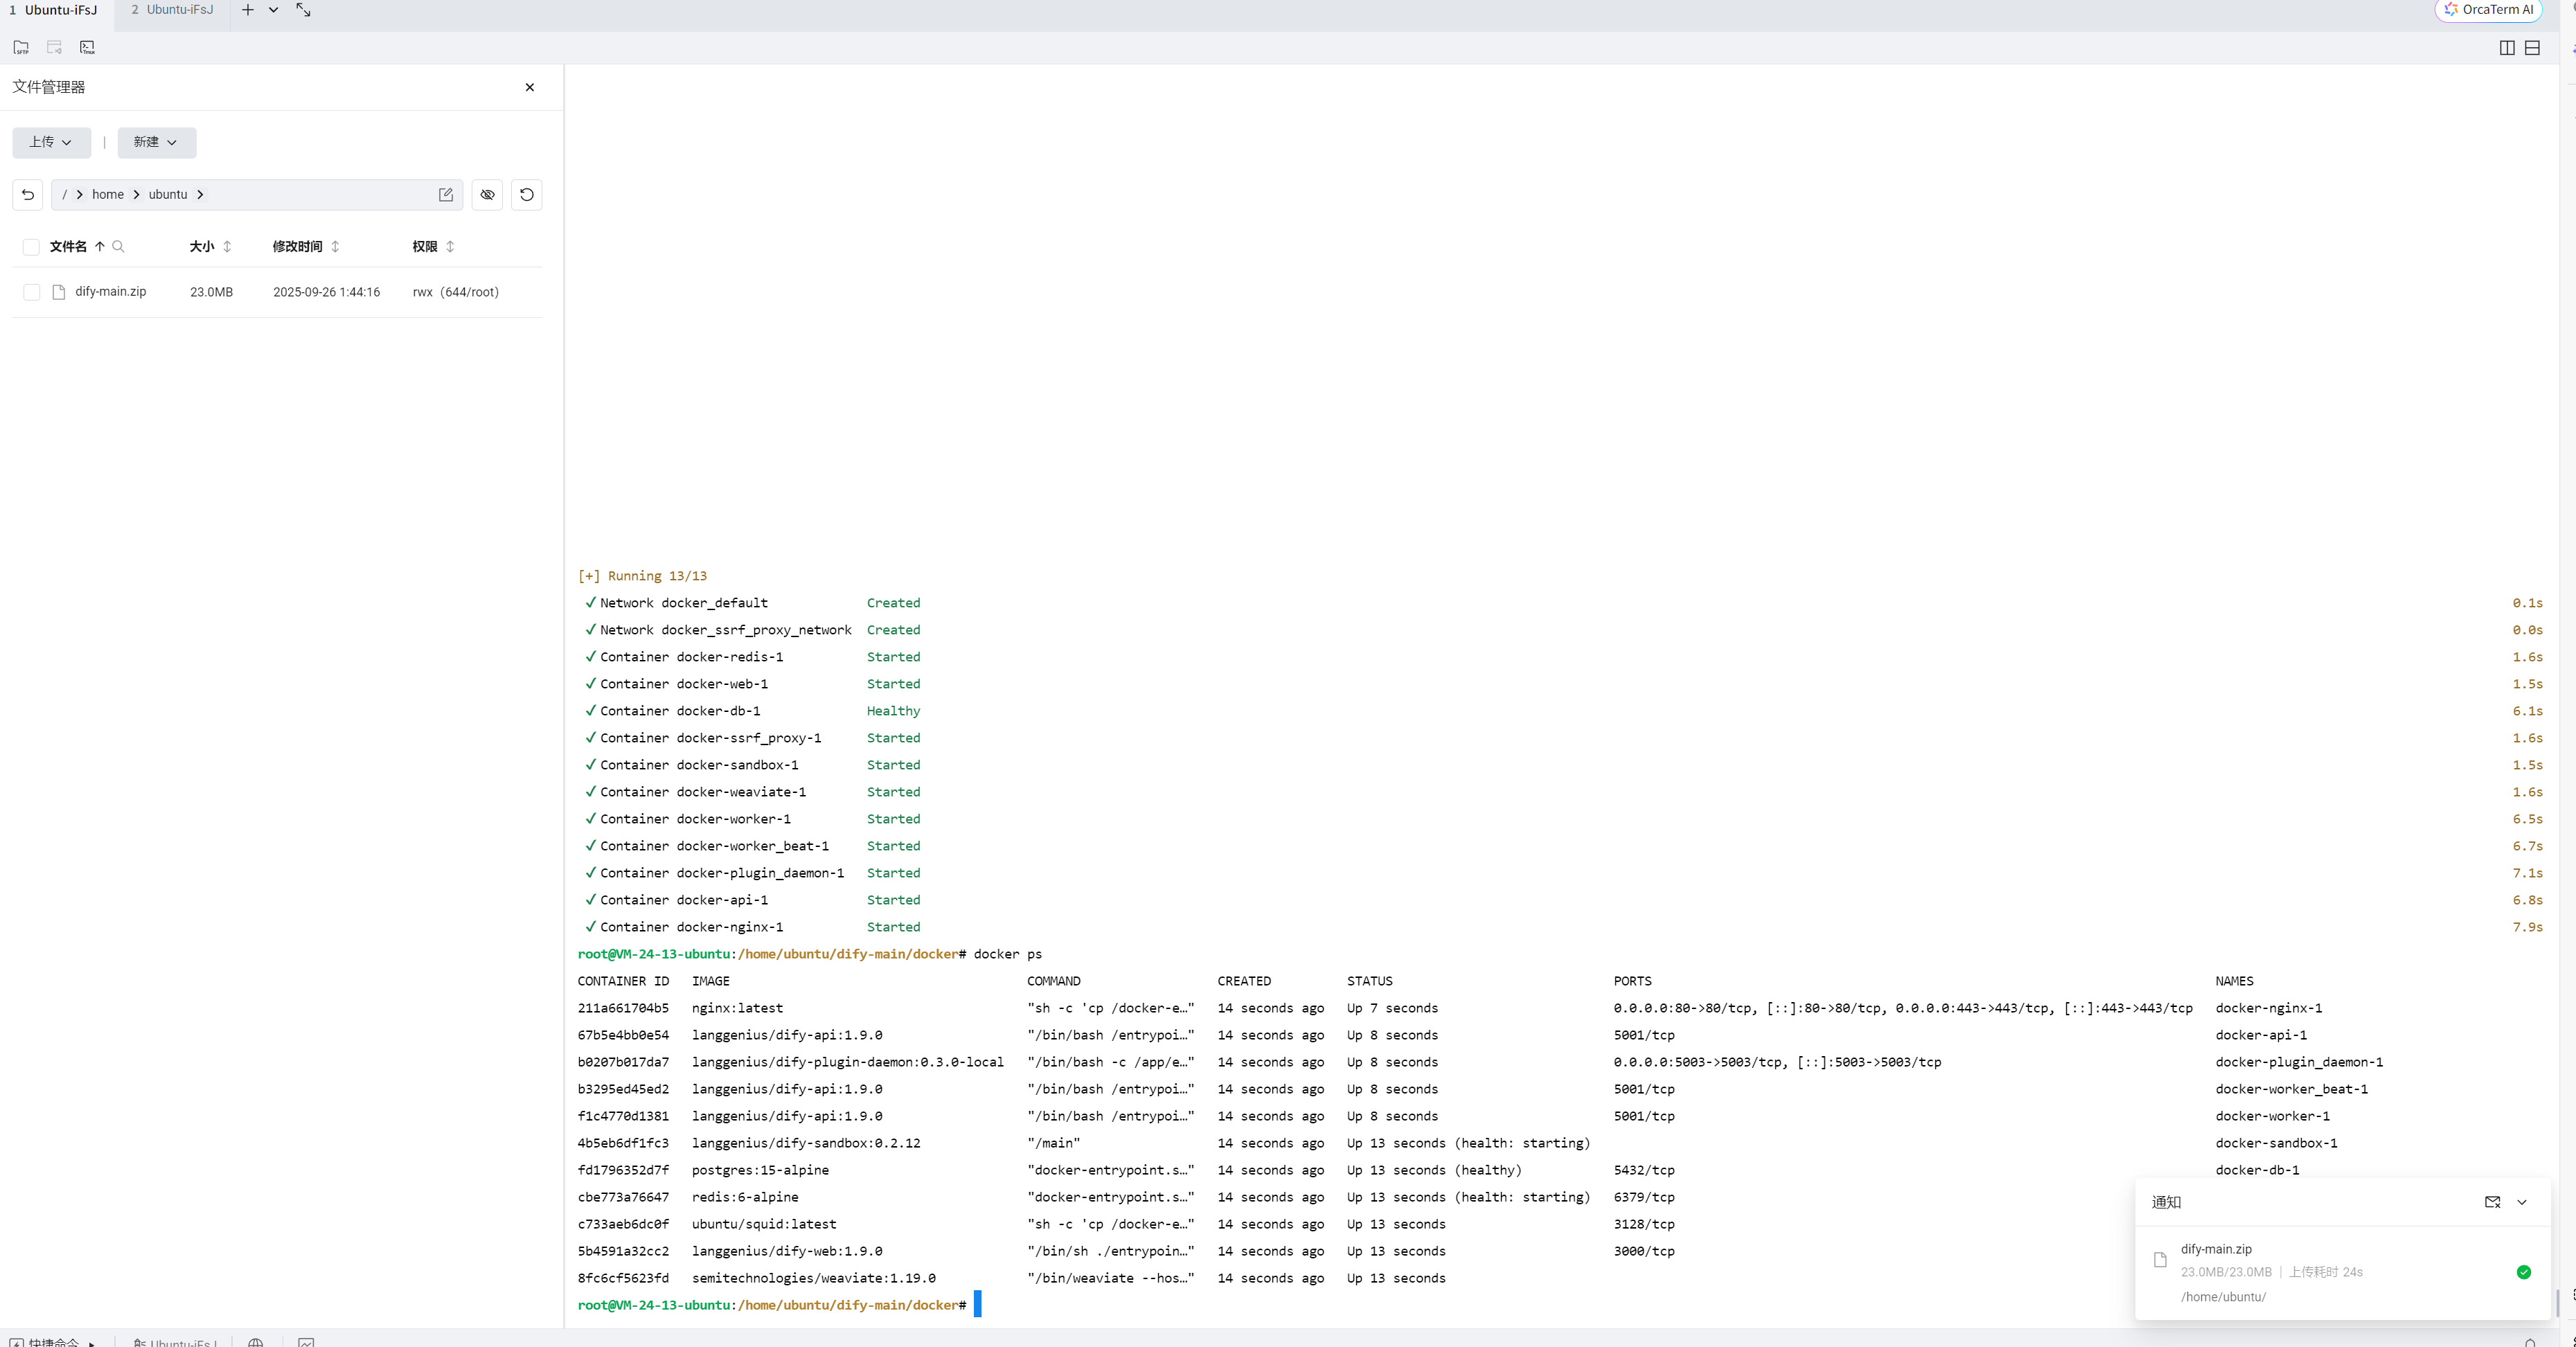 1 Ubuntu-iFsJ
2 Ubuntu-iFsJ
OrcaTerm AI
SFTP
Tmux
文件管理器
上传
新建
/ home ubuntu
文件名 大小 修改时间 权限
dify-main.zip 23.0MB 2025-09-26 1:44:16 rwx（644/root）
[+] Running 13/13
✓ Network docker_default Created 0.1s
✓ Network docker_ssrf_proxy_network Created 0.0s
✓ Container docker-redis-1 Started 1.6s
✓ Container docker-web-1 Started 1.5s
✓ Container docker-db-1 Healthy 6.1s
✓ Container docker-ssrf_proxy-1 Started 1.6s
✓ Container docker-sandbox-1 Started 1.5s
✓ Container docker-weaviate-1 Started 1.6s
✓ Container docker-worker-1 Started 6.5s
✓ Container docker-worker_beat-1 Started 6.7s
✓ Container docker-plugin_daemon-1 Started 7.1s
✓ Container docker-api-1 Started 6.8s
✓ Container docker-nginx-1 Started 7.9s
root@VM-24-13-ubuntu:/home/ubuntu/dify-main/docker# docker ps
CONTAINER ID IMAGE COMMAND CREATED STATUS PORTS NAMES
211a661704b5 nginx:latest "sh -c 'cp /docker-e…" 14 seconds ago Up 7 seconds 0.0.0.0:80->80/tcp, [::]:80->80/tcp, 0.0.0.0:443->443/tcp, [::]:443->443/tcp docker-nginx-1
67b5e4bb0e54 langgenius/dify-api:1.9.0 "/bin/bash /entrypoi…" 14 seconds ago Up 8 seconds 5001/tcp docker-api-1
b0207b017da7 langgenius/dify-plugin-daemon:0.3.0-local "/bin/bash -c /app/e…" 14 seconds ago Up 8 seconds 0.0.0.0:5003->5003/tcp, [::]:5003->5003/tcp docker-plugin_daemon-1
b3295ed45ed2 langgenius/dify-api:1.9.0 "/bin/bash /entrypoi…" 14 seconds ago Up 8 seconds 5001/tcp docker-worker_beat-1
f1c4770d1381 langgenius/dify-api:1.9.0 "/bin/bash /entrypoi…" 14 seconds ago Up 8 seconds 5001/tcp docker-worker-1
4b5eb6df1fc3 langgenius/dify-sandbox:0.2.12 "/main" 14 seconds ago Up 13 seconds (health: starting) docker-sandbox-1
fd1796352d7f postgres:15-alpine "docker-entrypoint.s…" 14 seconds ago Up 13 seconds (healthy) 5432/tcp docker-db-1
cbe773a76647 redis:6-alpine "docker-entrypoint.s…" 14 seconds ago Up 13 seconds (health: starting) 6379/tcp
c733aeb6dc0f ubuntu/squid:latest "sh -c 'cp /docker-e…" 14 seconds ago Up 13 seconds 3128/tcp
5b4591a32cc2 langgenius/dify-web:1.9.0 "/bin/sh ./entrypoin…" 14 seconds ago Up 13 seconds 3000/tcp
8fc6cf5623fd semitechnologies/weaviate:1.19.0 "/bin/weaviate --hos…" 14 seconds ago Up 13 seconds
root@VM-24-13-ubuntu:/home/ubuntu/dify-main/docker#
通知
dify-main.zip
23.0MB/23.0MB | 上传耗时 24s
/home/ubuntu/
快捷命令
Ubuntu-iFsJ